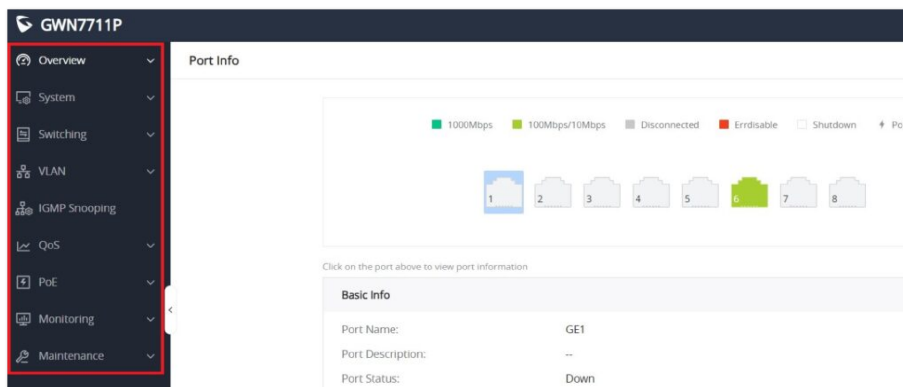 GWN7711P
Overview
System
Switching
VLAN
IGMP Snooping
QoS
PoE
Monitoring
Maintenance
Port Info
1000Mbps 100Mbps/10Mbps Disconnected Errdisable Shutdown Po
1 2 3 4 5 6 7 8
Click on the port above to view port information
Basic Info
Port Name: GE1
Port Description: --
Port Status: Down